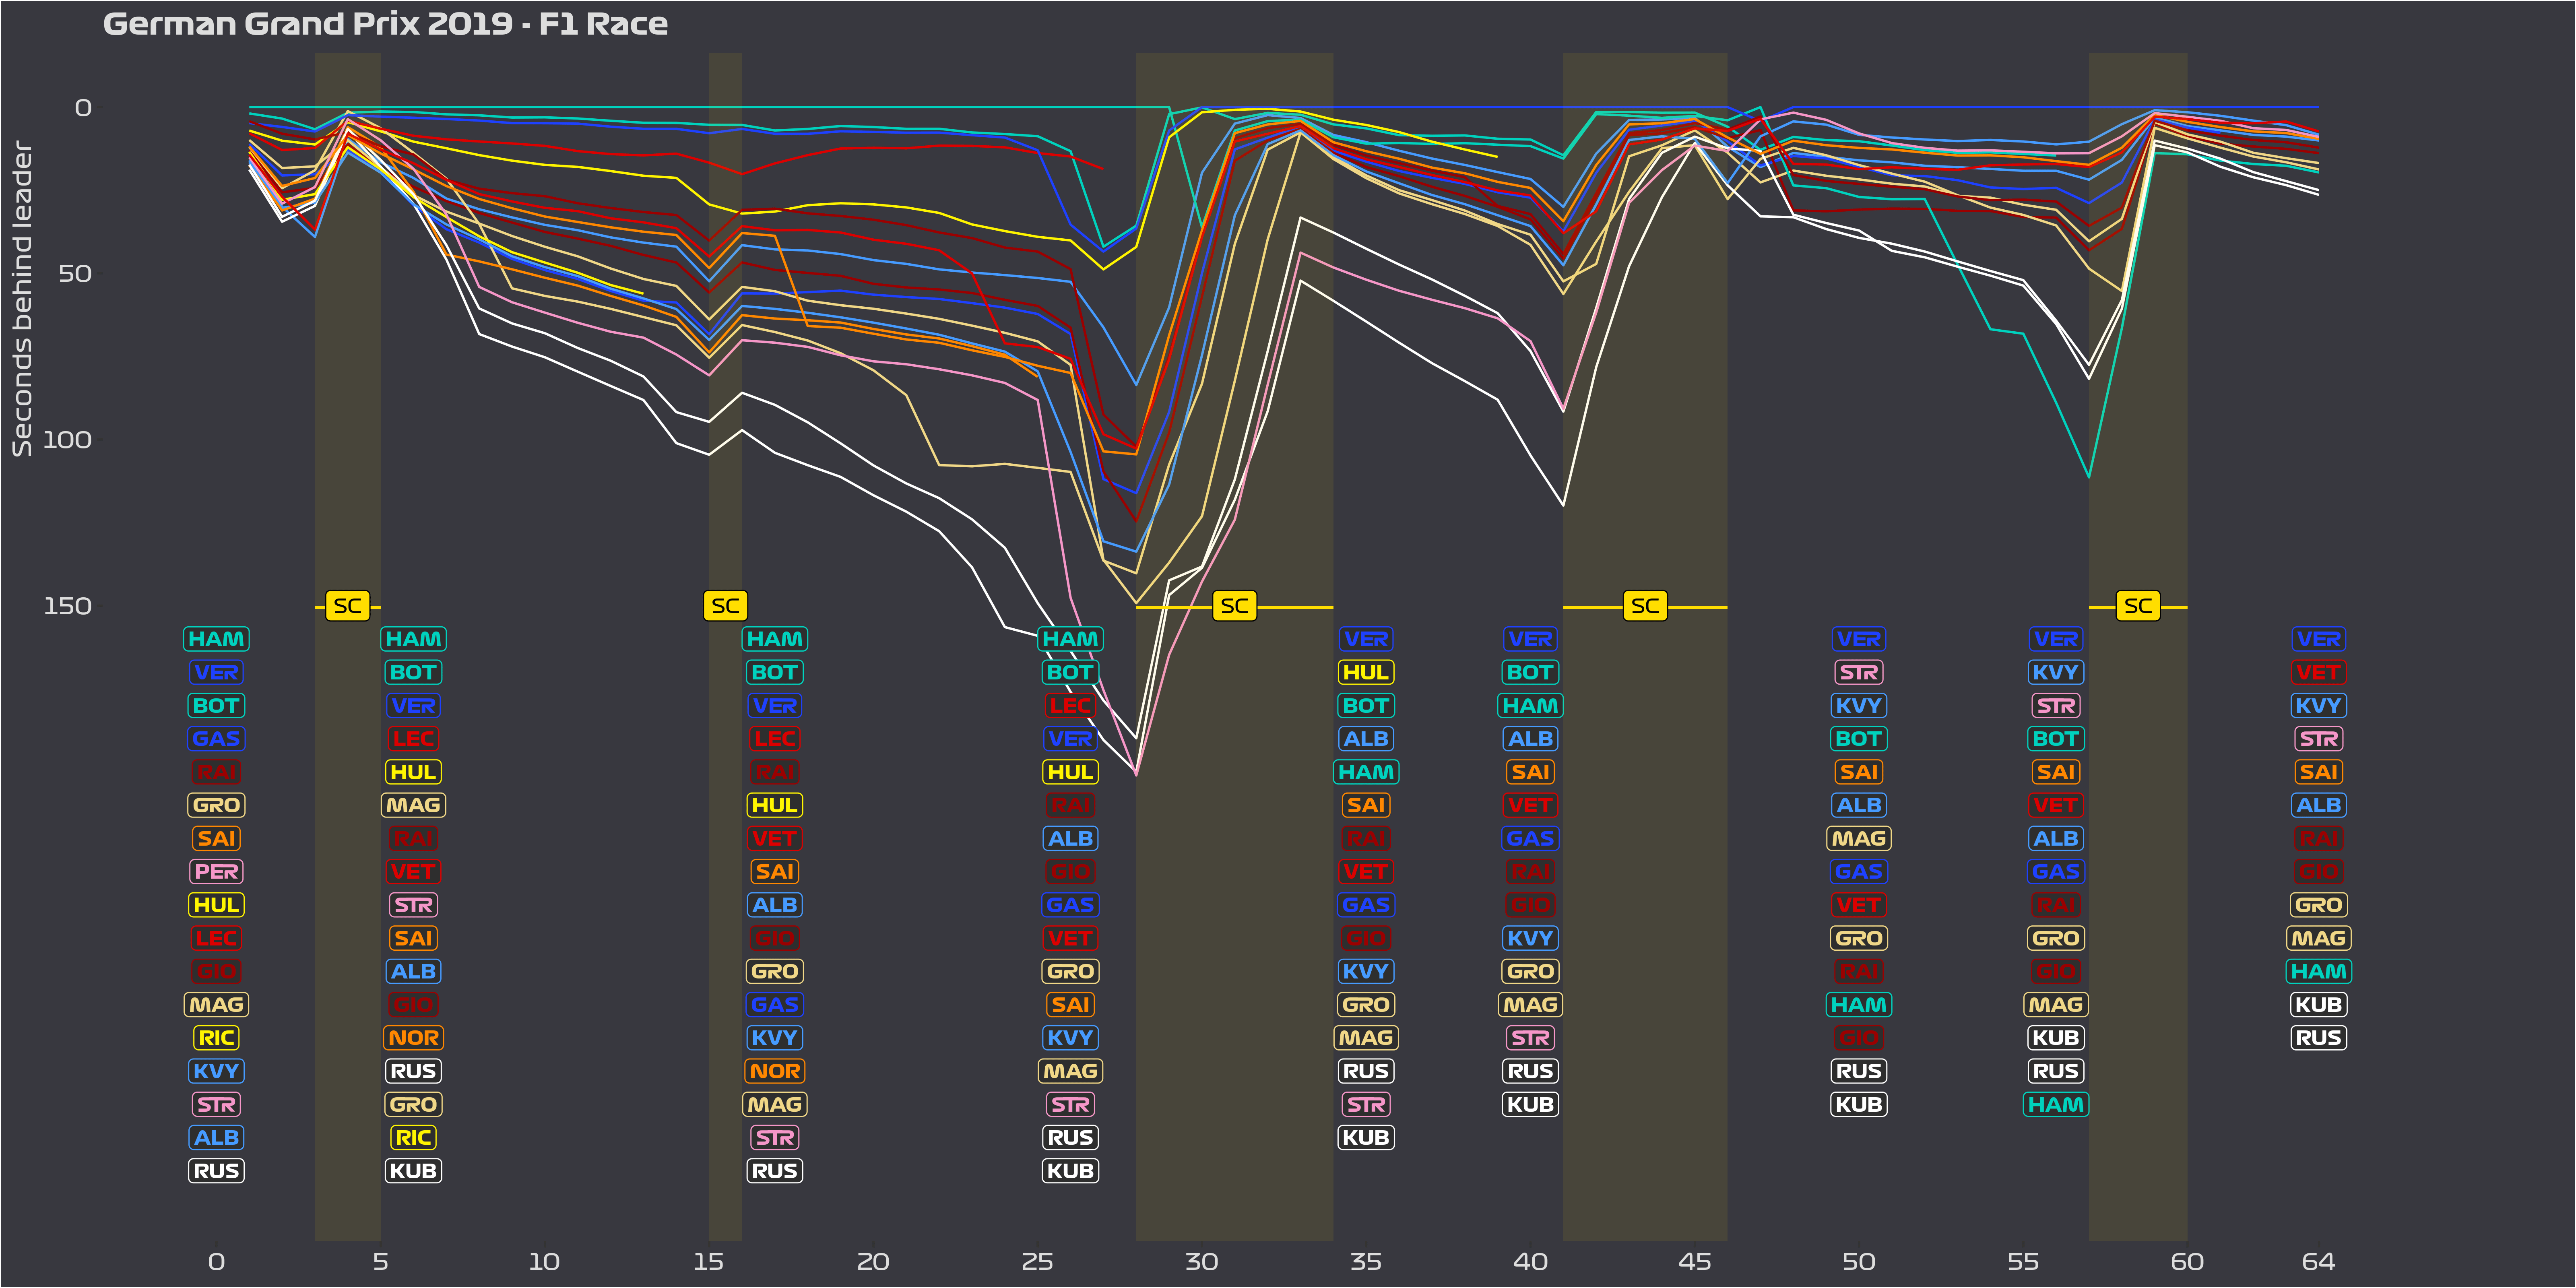 German Grand Prix 2019 - F1 Race
Seconds behind leader
0
50
100
150
SC SC SC SC SC
HAM HAM HAM HAM VER VER VER VER VER
VER BOT BOT BOT HUL BOT STR KVY VET
BOT VER VER LEC BOT HAM KVY STR KVY
GAS LEC LEC VER ALB ALB BOT BOT STR
RAI HUL RAI HUL HAM SAI SAI SAI SAI
GRO MAG HUL RAI SAI VET ALB VET ALB
SAI RAI VET ALB RAI GAS MAG ALB RAI
PER VET SAI GIO VET RAI GAS GAS GIO
HUL STR ALB GAS GAS GIO VET RAI GRO
LEC SAI GIO VET GIO KVY GRO GRO MAG
GIO ALB GRO GRO KVY GRO RAI GIO HAM
MAG GIO GAS SAI GRO MAG HAM MAG KUB
RIC NOR KVY KVY MAG STR GIO KUB RUS
KVY RUS NOR MAG RUS RUS RUS RUS
STR GRO MAG STR STR KUB KUB HAM
ALB RIC STR RUS KUB
RUS KUB RUS KUB
0 5 10 15 20 25 30 35 40 45 50 55 60 64